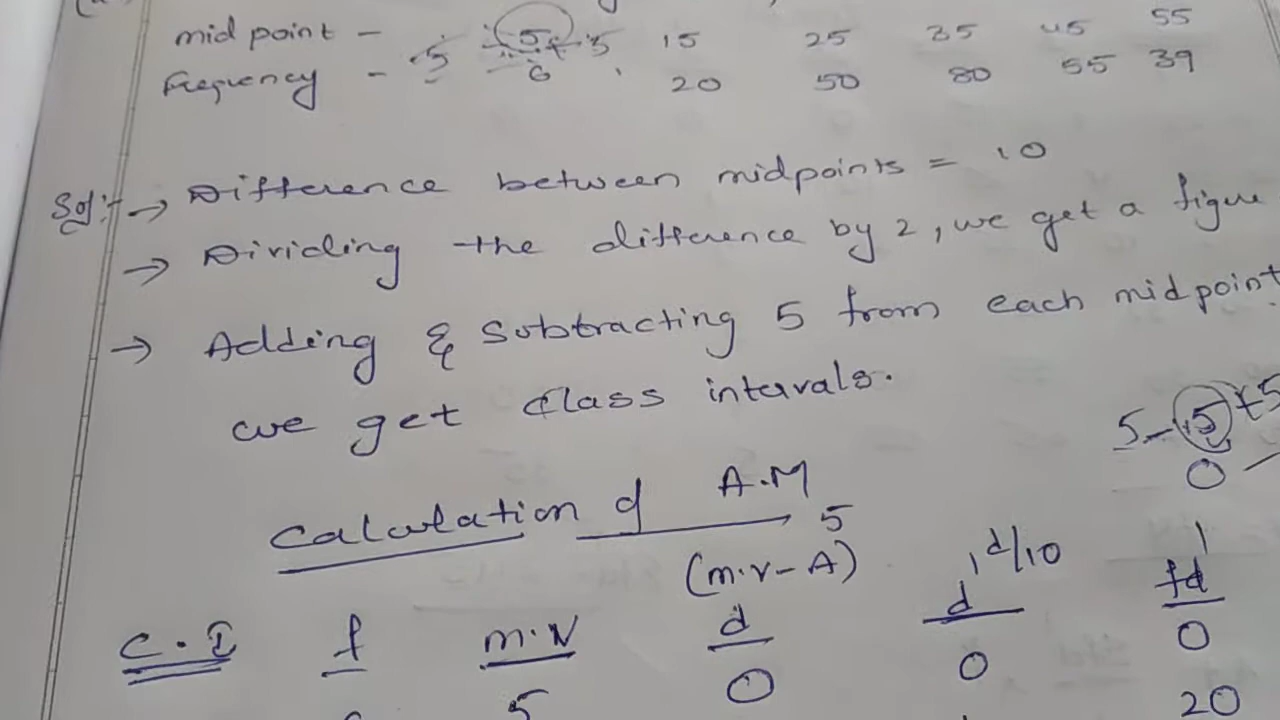 mid point - 5 15 25 35 45 55
Frequency - 6 20 50 80 55 39
Sol:- → Difference between midpoints = 10
→ Dividing the difference by 2, we get a figure
→ Adding & Subtracting 5 from each midpoint
we get class intervals.
5 - 5 + 5
0
Calculation of A.M
5
(m.v - A) d/10
C.I f m.v d d' fd'
0 0 0
5 20